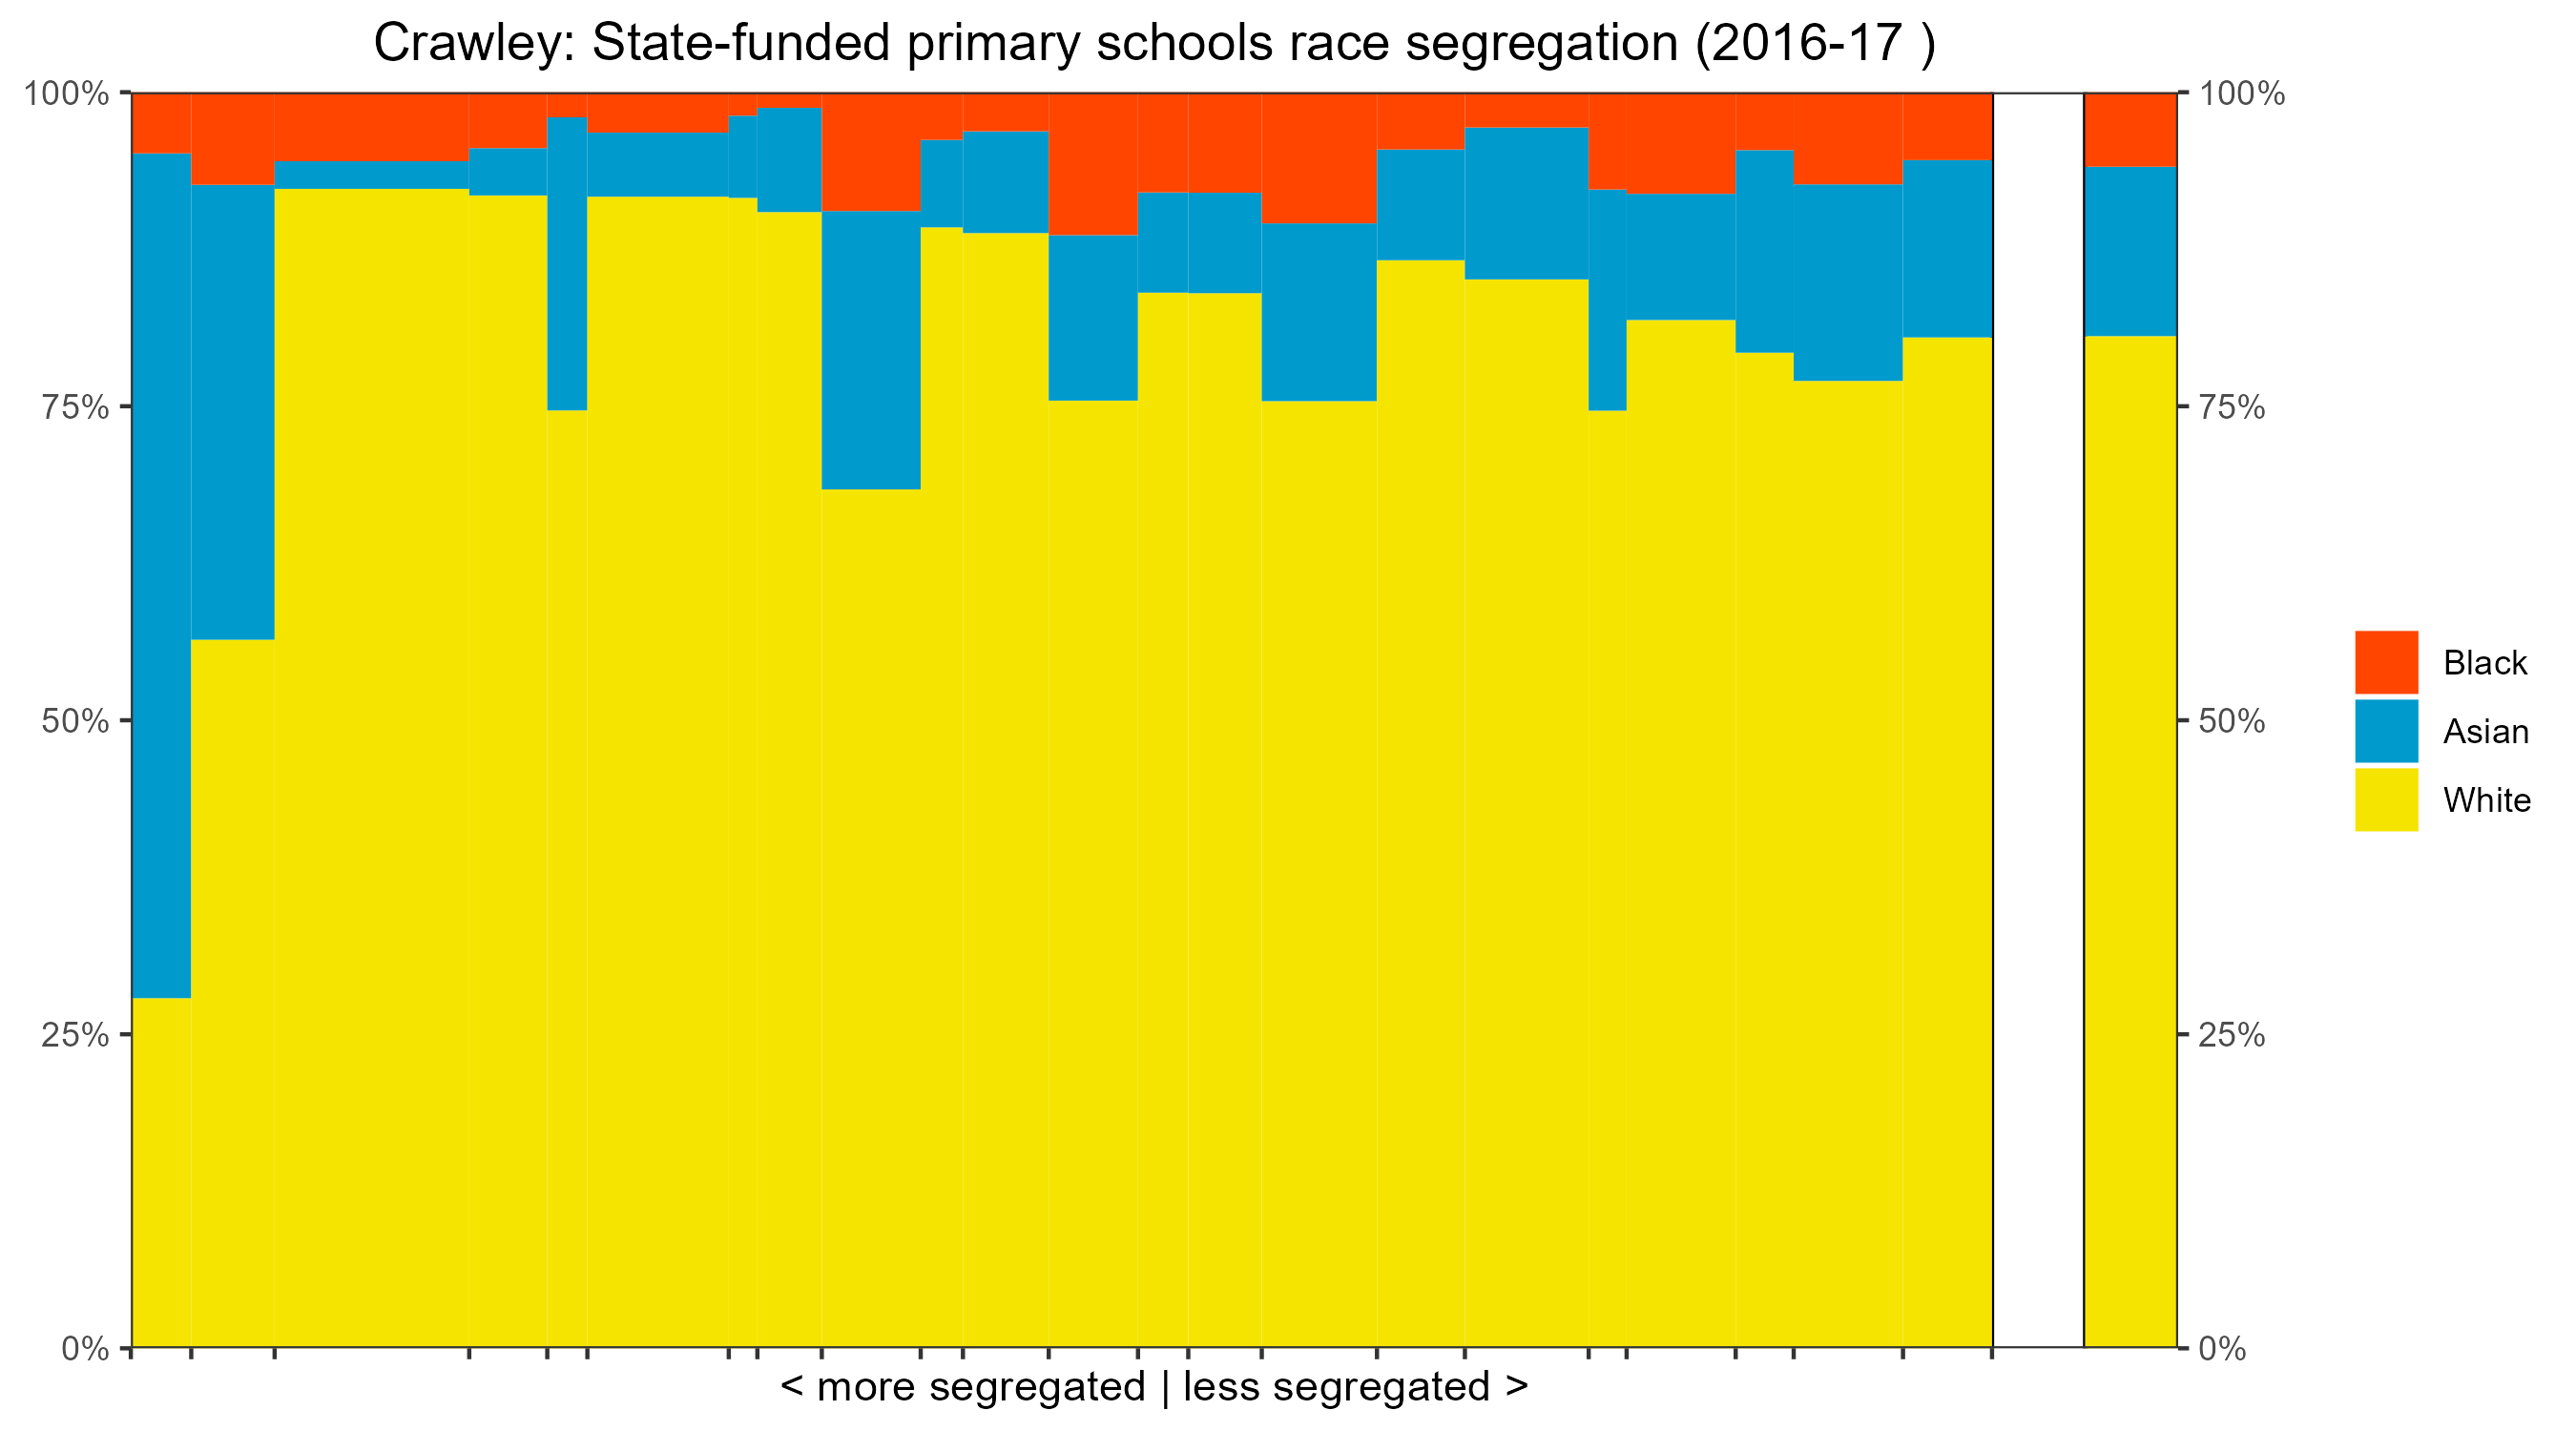 Crawley: State-funded primary schools race segregation (2016-17 )
100%
75%
50%
25%
0%
100%
75%
50%
25%
0%
Black
Asian
White
< more segregated | less segregated >